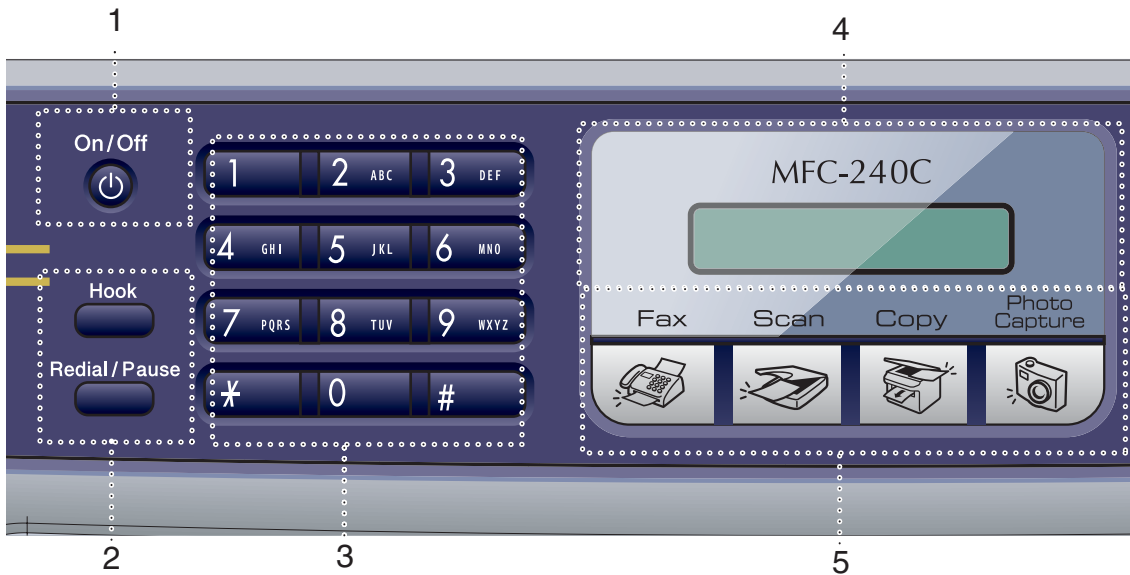 1
4
On/Off
1 2 ABC 3 DEF
MFC-240C
4 GHI 5 JKL 6 MNO
Hook
7 PQRS 8 TUV 9 WXYZ
Fax Scan Copy Photo Capture
Redial/Pause
* 0 #
2
3
5